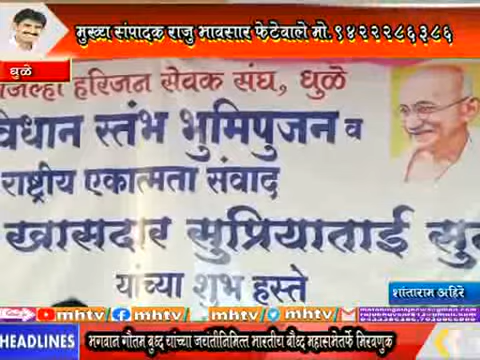 मुख्य संपादक राजु भावसार फेटेवाले मो.९४२२२८६३८६
धुळे
जिल्हा हरिजन सेवक संघ, धुळे
विधान स्तंभ भुमिपुजन व
राष्ट्रीय एकात्मता संवाद
खासदार सुप्रियाताई सु
यांच्या शुभ हस्ते
शांताराम अहिरे
mhtv mhtv mhtv mhtv
HEADLINES
भगवान गौतम बुध्द यांच्या जयंतीनिमित्त भारतीय बौध्द महासभेतर्फे मिरवणुक